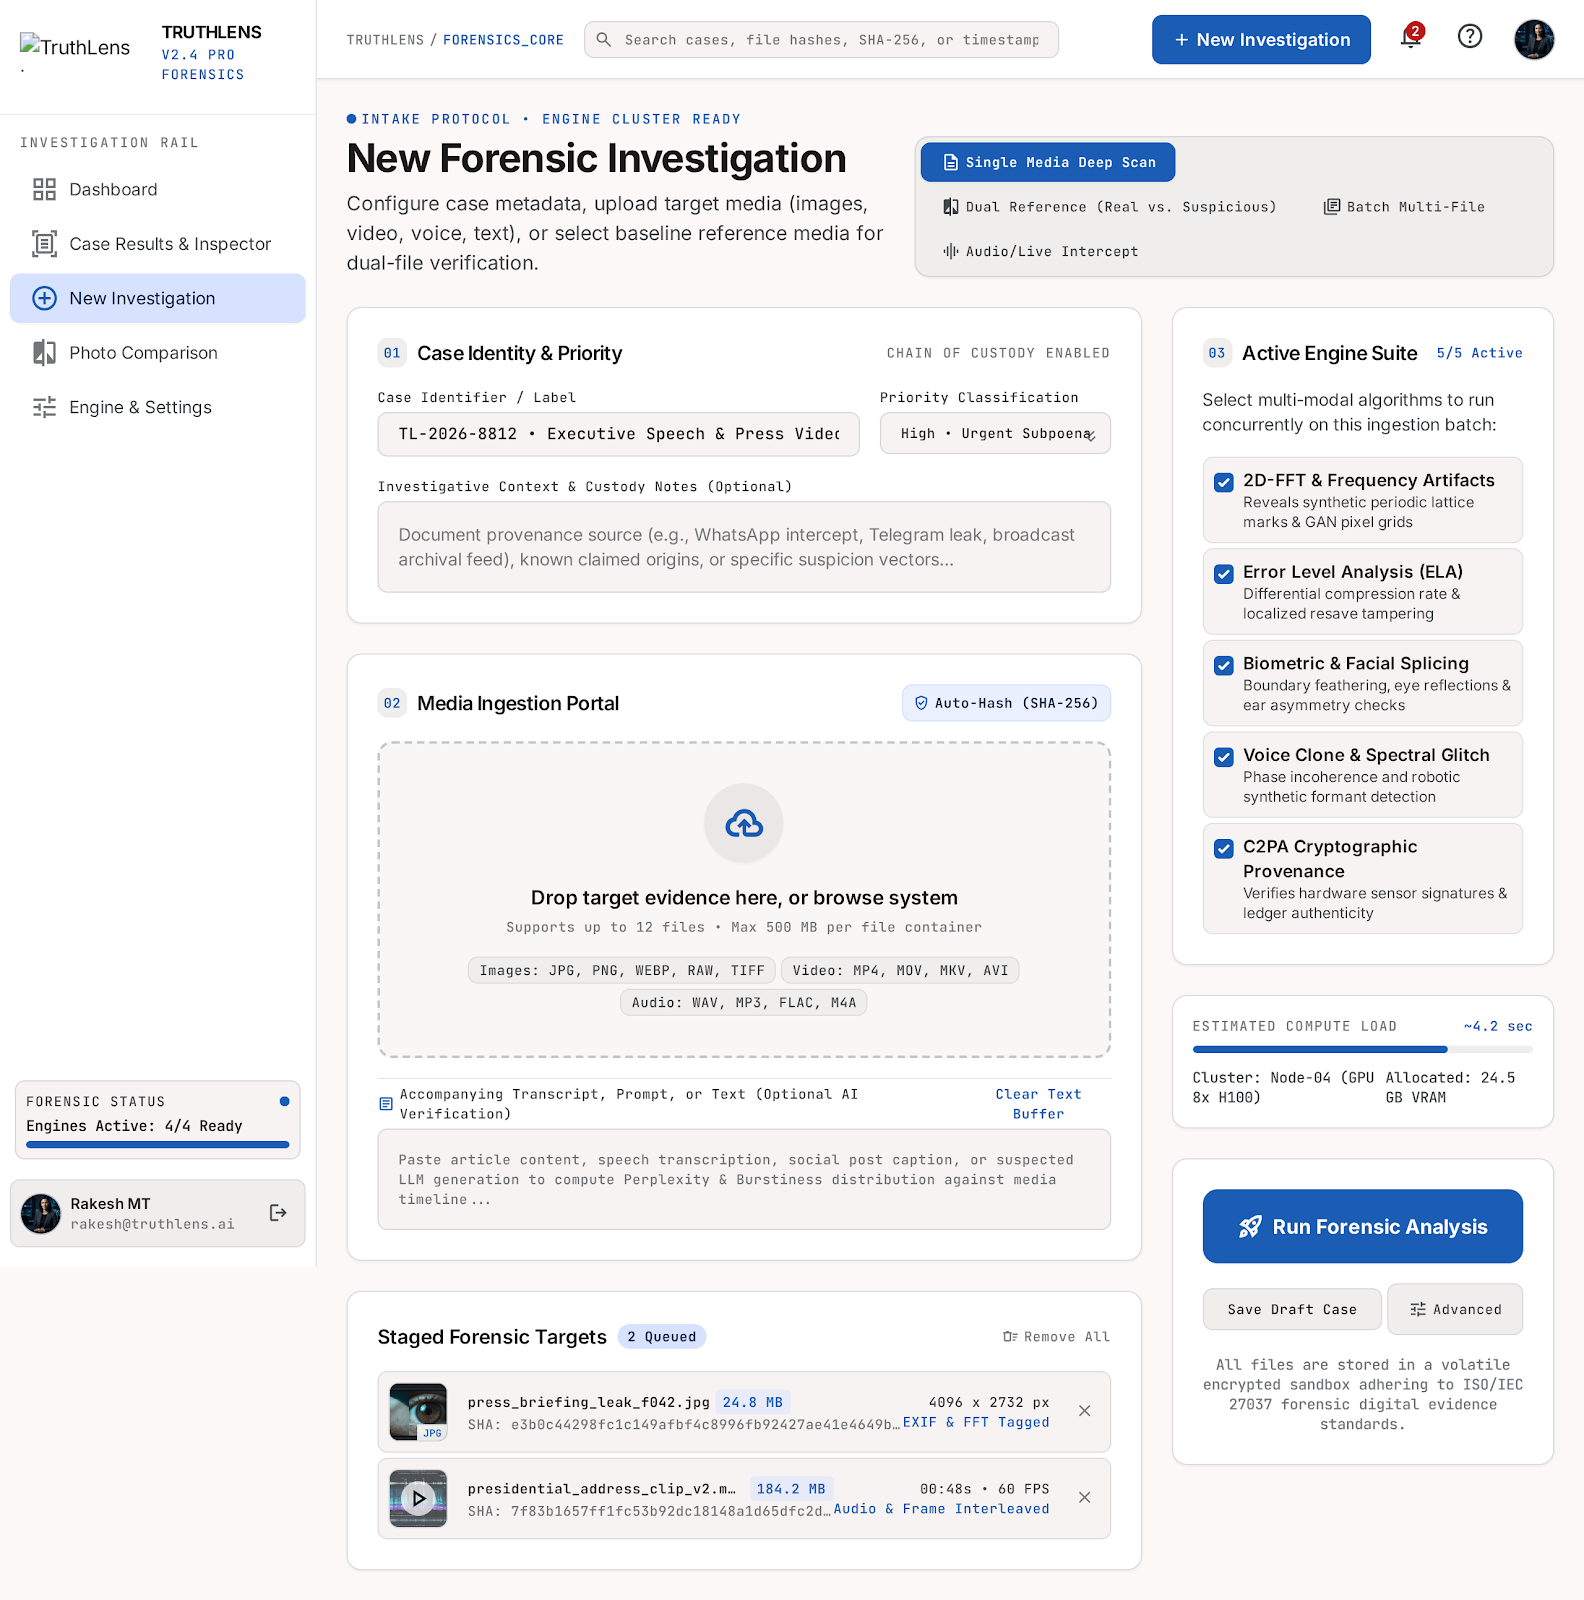 TruthLens
.
TRUTHLENS
V2.4 PRO
FORENSICS
INVESTIGATION RAIL
Dashboard
Case Results & Inspector
New Investigation
Photo Comparison
Engine & Settings
FORENSIC STATUS
Engines Active: 4/4 Ready
Rakesh MT
rakesh@truthlens.ai
TRUTHLENS / FORENSICS_CORE
Search cases, file hashes, SHA-256, or timestamp
+ New Investigation
2
INTAKE PROTOCOL • ENGINE CLUSTER READY
New Forensic Investigation
Configure case metadata, upload target media (images,
video, voice, text), or select baseline reference media for
dual-file verification.
Single Media Deep Scan
Dual Reference (Real vs. Suspicious)
Batch Multi-File
Audio/Live Intercept
01 Case Identity & Priority
CHAIN OF CUSTODY ENABLED
Case Identifier / Label
TL-2026-8812 • Executive Speech & Press Video
Priority Classification
High • Urgent Subpoena
Investigative Context & Custody Notes (Optional)
Document provenance source (e.g., WhatsApp intercept, Telegram leak, broadcast
archival feed), known claimed origins, or specific suspicion vectors...
02 Media Ingestion Portal
Auto-Hash (SHA-256)
Drop target evidence here, or browse system
Supports up to 12 files • Max 500 MB per file container
Images: JPG, PNG, WEBP, RAW, TIFF
Video: MP4, MOV, MKV, AVI
Audio: WAV, MP3, FLAC, M4A
Accompanying Transcript, Prompt, or Text (Optional AI
Verification)
Clear Text
Buffer
Paste article content, speech transcription, social post caption, or suspected
LLM generation to compute Perplexity & Burstiness distribution against media
timeline...
Staged Forensic Targets 2 Queued
Remove All
JPG
press_briefing_leak_f042.jpg 24.8 MB
SHA: e3b0c44298fc1c149afbf4c8996fb92427ae41e4649b…
4096 x 2732 px
EXIF & FFT Tagged
presidential_address_clip_v2.m… 184.2 MB
SHA: 7f83b1657ff1fc53b92dc18148a1d65dfc2d…
00:48s • 60 FPS
Audio & Frame Interleaved
03 Active Engine Suite 5/5 Active
Select multi-modal algorithms to run
concurrently on this ingestion batch:
2D-FFT & Frequency Artifacts
Reveals synthetic periodic lattice
marks & GAN pixel grids
Error Level Analysis (ELA)
Differential compression rate &
localized resave tampering
Biometric & Facial Splicing
Boundary feathering, eye reflections &
ear asymmetry checks
Voice Clone & Spectral Glitch
Phase incoherence and robotic
synthetic formant detection
C2PA Cryptographic
Provenance
Verifies hardware sensor signatures &
ledger authenticity
ESTIMATED COMPUTE LOAD ~4.2 sec
Cluster: Node-04 (GPU
8x H100)
Allocated: 24.5
GB VRAM
Run Forensic Analysis
Save Draft Case
Advanced
All files are stored in a volatile
encrypted sandbox adhering to ISO/IEC
27037 forensic digital evidence
standards.